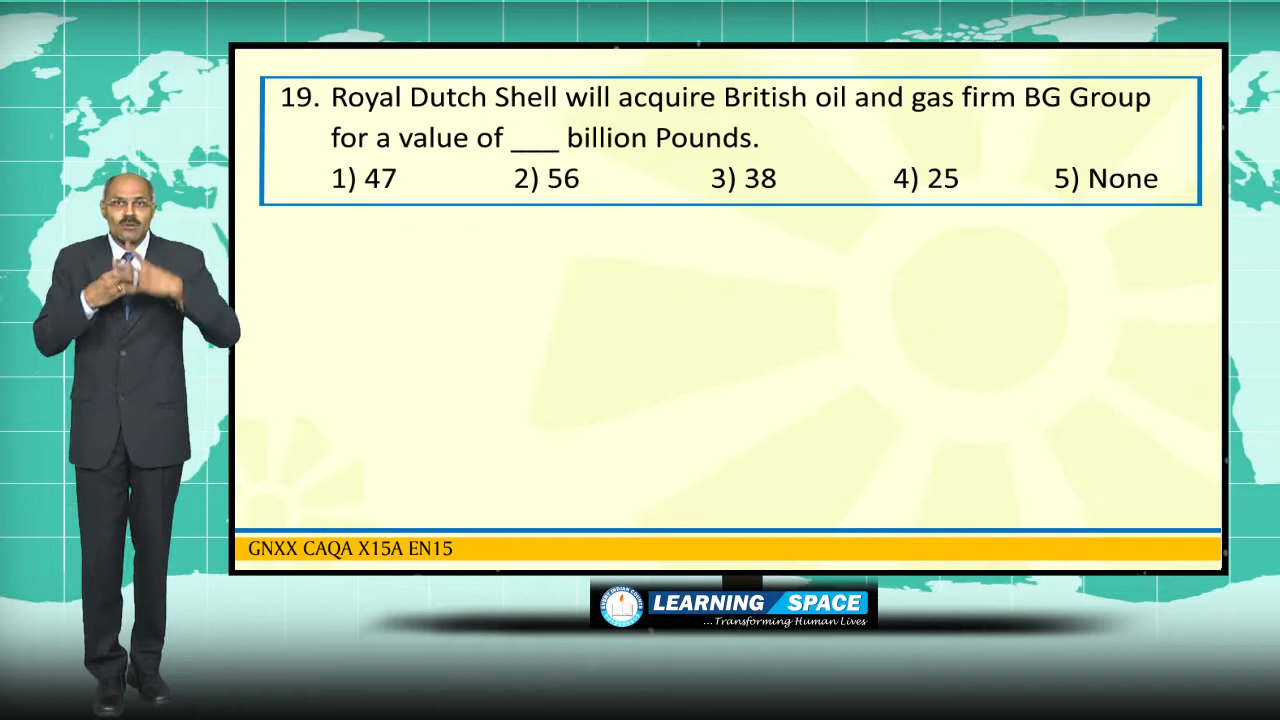 19. Royal Dutch Shell will acquire British oil and gas firm BG Group
for a value of ___ billion Pounds.
1) 47 2) 56 3) 38 4) 25 5) None
GNXX CAQA X15A EN15
LEARNING SPACE
...Transforming Human Lives